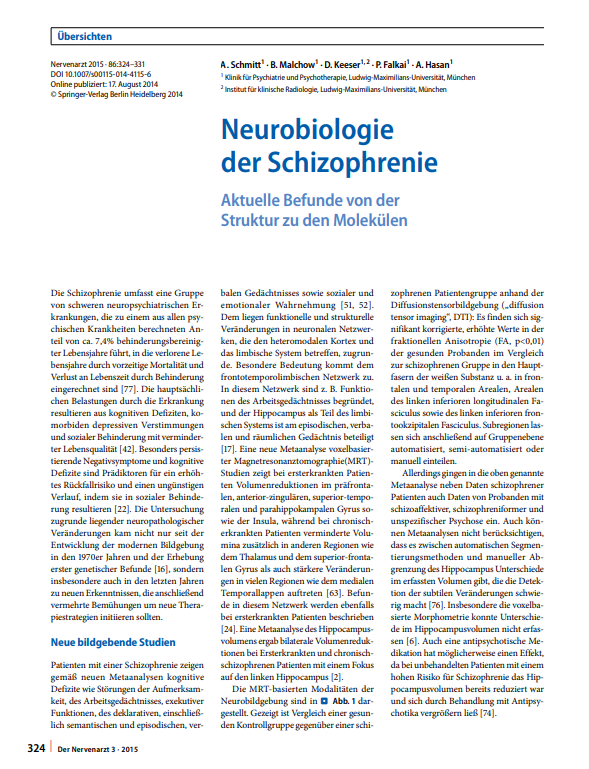 Übersichten
Nervenarzt 2015 · 86:324–331
DOI 10.1007/s00115-014-4115-6
Online publiziert: 17. August 2014
© Springer-Verlag Berlin Heidelberg 2014
A. Schmitt¹ · B. Malchow¹ · D. Keeser¹,² · P. Falkai¹ · A. Hasan¹
¹ Klinik für Psychiatrie und Psychotherapie, Ludwig-Maximilians-Universität, München
² Institut für klinische Radiologie, Ludwig-Maximilians-Universität, München
Neurobiologie
der Schizophrenie
Aktuelle Befunde von der
Struktur zu den Molekülen
Die Schizophrenie umfasst eine Gruppe
von schweren neuropsychiatrischen Er-
krankungen, die zu einem aus allen psy-
chischen Krankheiten berechneten An-
teil von ca. 7,4% behinderungsbereinig-
ter Lebensjahre führt, in die verlorene Le-
bensjahre durch vorzeitige Mortalität und
Verlust an Lebenszeit durch Behinderung
eingerechnet sind [77]. Die hauptsächli-
chen Belastungen durch die Erkrankung
resultieren aus kognitiven Defiziten, ko-
morbiden depressiven Verstimmungen
und sozialer Behinderung mit verminder-
ter Lebensqualität [42]. Besonders persis-
tierende Negativsymptome und kognitive
Defizite sind Prädiktoren für ein erhöh-
tes Rückfallrisiko und einen ungünstigen
Verlauf, indem sie in sozialer Behinde-
rung resultieren [22]. Die Untersuchung
zugrunde liegender neuropathologischer
Veränderungen kam nicht nur seit der
Entwicklung der modernen Bildgebung
in den 1970er Jahren und der Erhebung
erster genetischer Befunde [16], sondern
insbesondere auch in den letzten Jahren
zu neuen Erkenntnissen, die anschließend
vermehrte Bemühungen um neue Thera-
piestrategien initiieren sollten.
Neue bildgebende Studien
Patienten mit einer Schizophrenie zeigen
gemäß neuen Metaanalysen kognitive
Defizite wie Störungen der Aufmerksam-
keit, des Arbeitsgedächtnisses, exekutiver
Funktionen, des deklarativen, einschließ-
lich semantischen und episodischen, ver-
balen Gedächtnisses sowie sozialer und
emotionaler Wahrnehmung [51, 52].
Dem liegen funktionelle und strukturelle
Veränderungen in neuronalen Netzwer-
ken, die den heteromodalen Kortex und
das limbische System betreffen, zugrun-
de. Besondere Bedeutung kommt dem
frontotemporolimbischen Netzwerk zu.
In diesem Netzwerk sind z. B. Funktio-
nen des Arbeitsgedächtnisses begründet,
und der Hippocampus als Teil des limbi-
schen Systems ist am episodischen, verba-
len und räumlichen Gedächtnis beteiligt
[17]. Eine neue Metaanalyse voxelbasier-
ter Magnetresonanztomographie(MRT)-
Studien zeigt bei ersterkrankten Patien-
ten Volumenreduktionen im präfronta-
len, anterior-zingulären, superior-tempo-
ralen und parahippokampalen Gyrus so-
wie der Insula, während bei chronisch-
erkrankten Patienten verminderte Volu-
mina zusätzlich in anderen Regionen wie
dem Thalamus und dem superior-fronta-
len Gyrus als auch stärkere Veränderun-
gen in vielen Regionen wie dem medialen
Temporallappen auftreten [63]. Befun-
de in diesem Netzwerk werden ebenfalls
bei ersterkrankten Patienten beschrieben
[24]. Eine Metaanalyse des Hippocampus-
volumens ergab bilaterale Volumenreduk-
tionen bei Ersterkrankten und chronisch-
schizophrenen Patienten mit einem Fokus
auf den linken Hippocampus [2].
Die MRT-basierten Modalitäten der
Neurobildgebung sind in Abb. 1 dar-
gestellt. Gezeigt ist Vergleich einer gesun-
den Kontrollgruppe gegenüber einer schi-
zophrenen Patientengruppe anhand der
Diffusionstensorbildgebung („diffusion
tensor imaging“, DTI): Es finden sich sig-
nifikant korrigierte, erhöhte Werte in der
fraktionellen Anisotropie (FA, p<0,01)
der gesunden Probanden im Vergleich
zur schizophrenen Gruppe in den Haupt-
fasern der weißen Substanz u. a. in fron-
talen und temporalen Arealen, Arealen
des linken inferioren longitudinalen Fa-
sciculus sowie des linken inferioren fron-
tookzipitalen Fasciculus. Subregionen las-
sen sich anschließend auf Gruppenebene
automatisiert, semi-automatisiert oder
manuell einteilen.
Allerdings gingen in die oben genannte
Metaanalyse neben Daten schizophrener
Patienten auch Daten von Probanden mit
schizoaffektiver, schizophreniformer und
unspezifischer Psychose ein. Auch kön-
nen Metaanalysen nicht berücksichtigen,
dass es zwischen automatischen Segmen-
tierungsmethoden und manueller Ab-
grenzung des Hippocampus Unterschiede
im erfassten Volumen gibt, die die Detek-
tion der subtilen Veränderungen schwie-
rig macht [76]. Insbesondere die voxelba-
sierte Morphometrie konnte Unterschie-
de im Hippocampusvolumen nicht erfas-
sen [6]. Auch eine antipsychotische Me-
dikation hat möglicherweise einen Effekt,
da bei unbehandelten Patienten mit einem
hohen Risiko für Schizophrenie das Hip-
pocampusvolumen bereits reduziert war
und sich durch Behandlung mit Antipsy-
chotika vergrößern ließ [74].
324 | Der Nervenarzt 3 · 2015